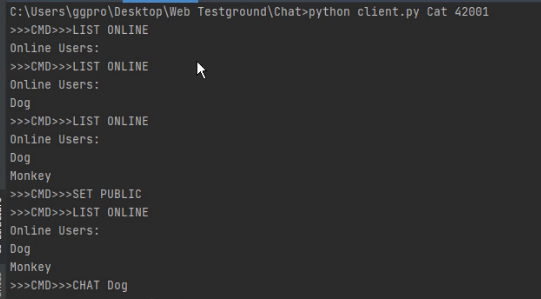 C:\Users\ggpro\Desktop\Web Testground\Chat>python client.py Cat 42001
>>>CMD>>>LIST ONLINE
Online Users:
>>>CMD>>>LIST ONLINE
Online Users:
Dog
>>>CMD>>>LIST ONLINE
Online Users:
Dog
Monkey
>>>CMD>>>SET PUBLIC
>>>CMD>>>LIST ONLINE
Online Users:
Dog
Monkey
>>>CMD>>>CHAT Dog